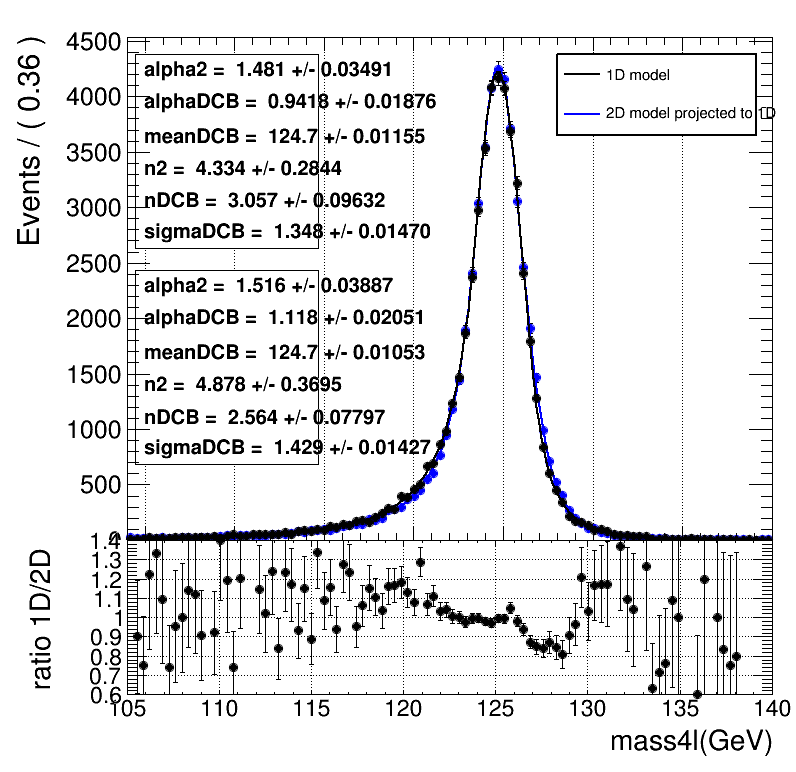 4500
4000
3500
3000
2500
2000
1500
1000
500
0
Events / ( 0.36 )
alpha2 = 1.481 +/- 0.03491
alphaDCB = 0.9418 +/- 0.01876
meanDCB = 124.7 +/- 0.01155
n2 = 4.334 +/- 0.2844
nDCB = 3.057 +/- 0.09632
sigmaDCB = 1.348 +/- 0.01470
alpha2 = 1.516 +/- 0.03887
alphaDCB = 1.118 +/- 0.02051
meanDCB = 124.7 +/- 0.01053
n2 = 4.878 +/- 0.3695
nDCB = 2.564 +/- 0.07797
sigmaDCB = 1.429 +/- 0.01427
1D model
2D model projected to 1D
1.4
1.3
1.2
1.1
1
0.9
0.8
0.7
0.6
ratio 1D/2D
105 110 115 120 125 130 135 140
mass4l(GeV)